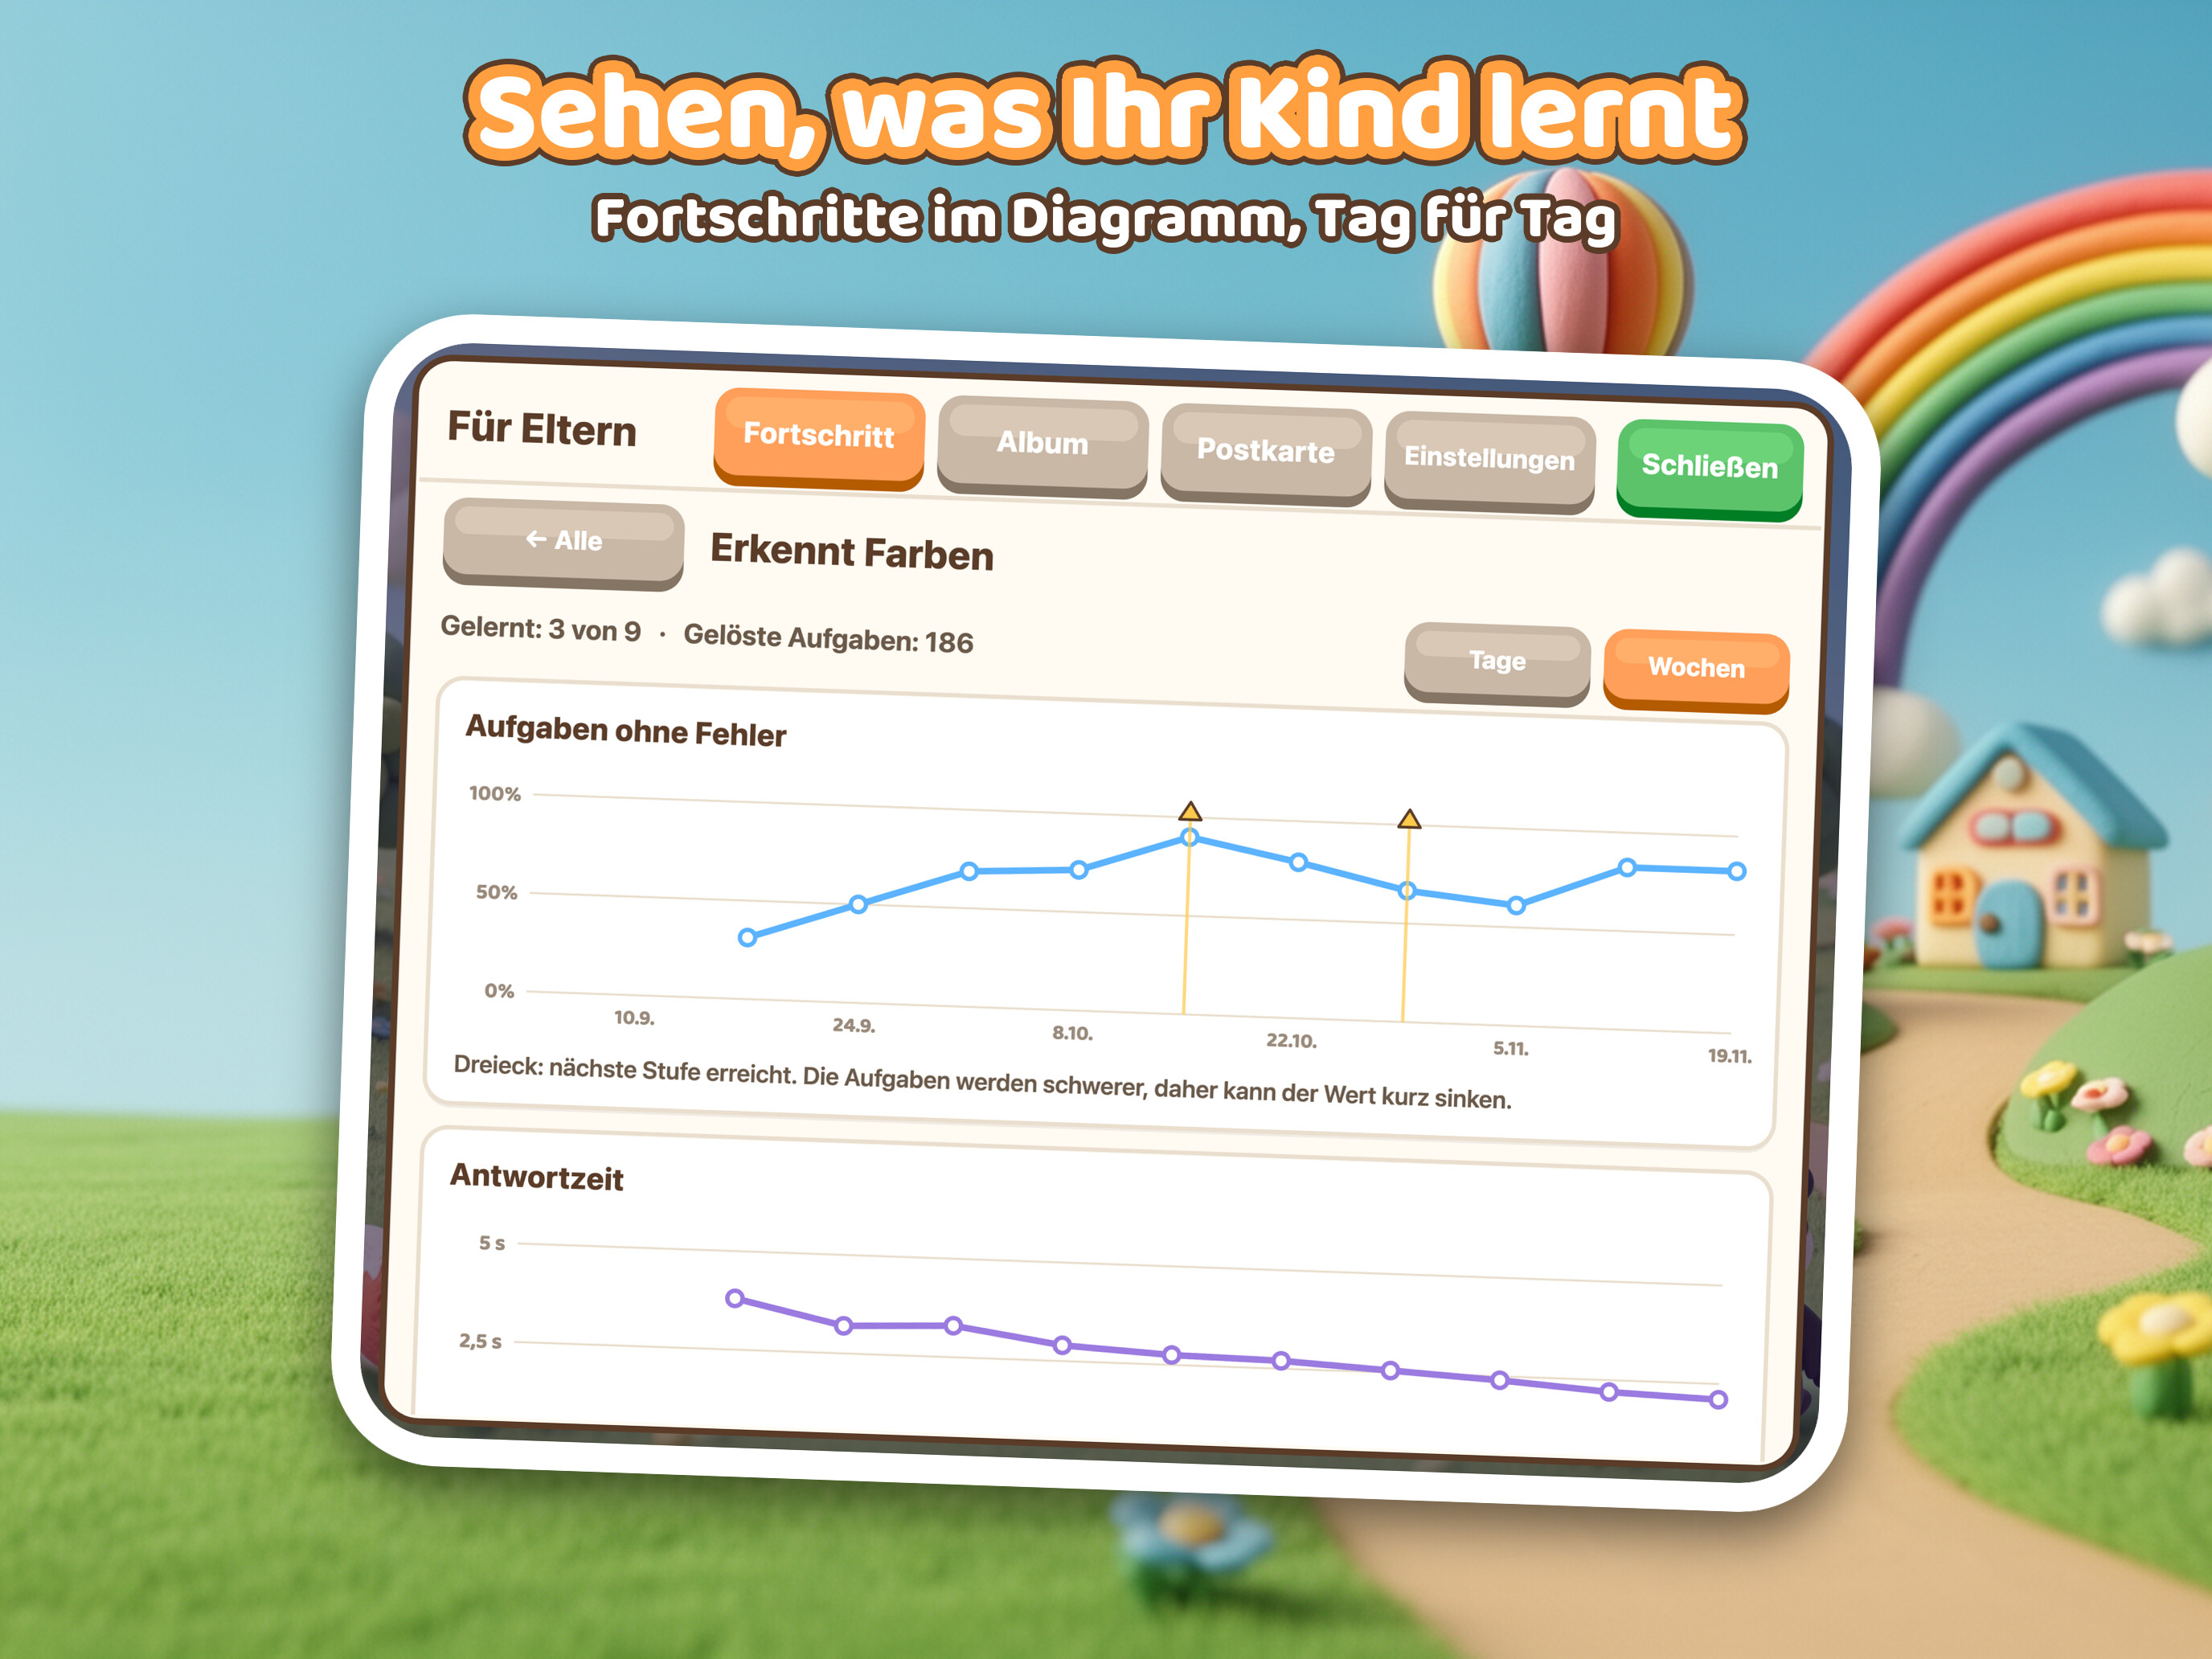 Sehen, was Ihr Kind lernt
Fortschritte im Diagramm, Tag für Tag
Für Eltern
Fortschritt
Album
Postkarte
Einstellungen
Schließen
← Alle
Erkennt Farben
Gelernt: 3 von 9 · Gelöste Aufgaben: 186
Tage
Wochen
Aufgaben ohne Fehler
100%
50%
0%
10.9.
24.9.
8.10.
22.10.
5.11.
19.11.
Dreieck: nächste Stufe erreicht. Die Aufgaben werden schwerer, daher kann der Wert kurz sinken.
Antwortzeit
5 s
2,5 s